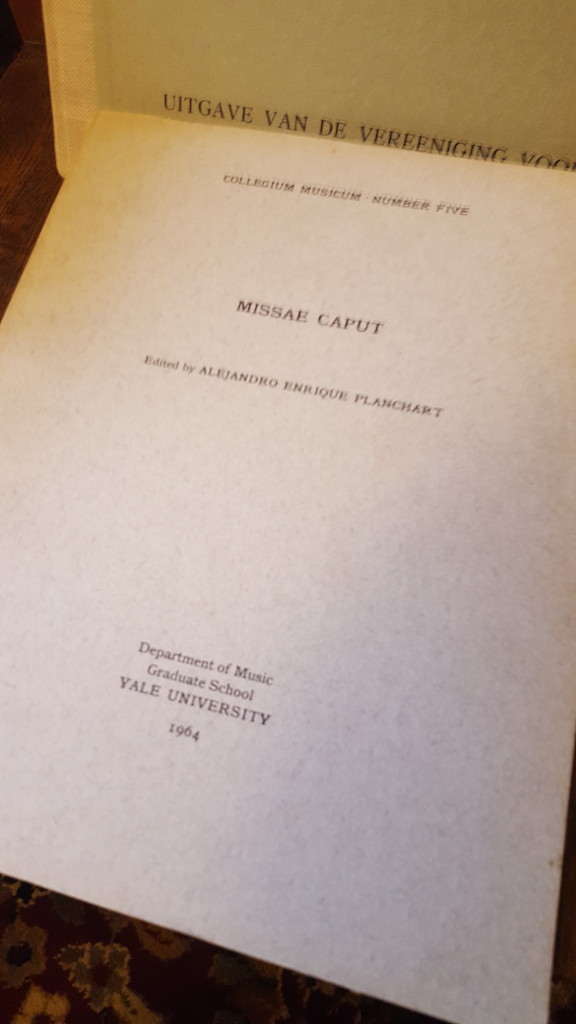 UITGAVE VAN DE VEREENIGING VOOR
COLLEGIUM MUSICUM · NUMBER FIVE
MISSAE CAPUT
Edited by ALEJANDRO ENRIQUE PLANCHART
Department of Music
Graduate School
YALE UNIVERSITY
1964